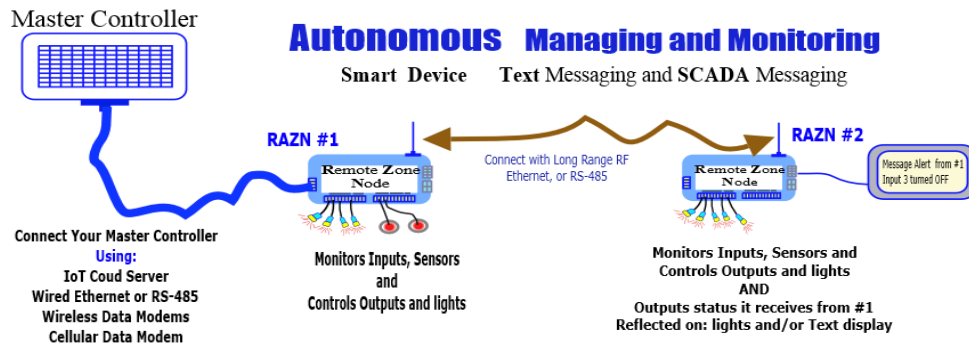 Master Controller
Autonomous Managing and Monitoring
Smart Device Text Messaging and SCADA Messaging
RAZN #1
Remote Zone
Node
Connect with Long Range RF
Ethernet, or RS-485
RAZN #2
Remote Zone
Node
Message Alert from #1
Input 3 turned OFF
Connect Your Master Controller
Using:
IoT Coud Server
Wired Ethernet or RS-485
Wireless Data Modems
Cellular Data Modem
Monitors Inputs, Sensors
and
Controls Outputs and lights
Monitors Inputs, Sensors and
Controls Outputs and lights
AND
Outputs status it receives from #1
Reflected on: lights and/or Text display